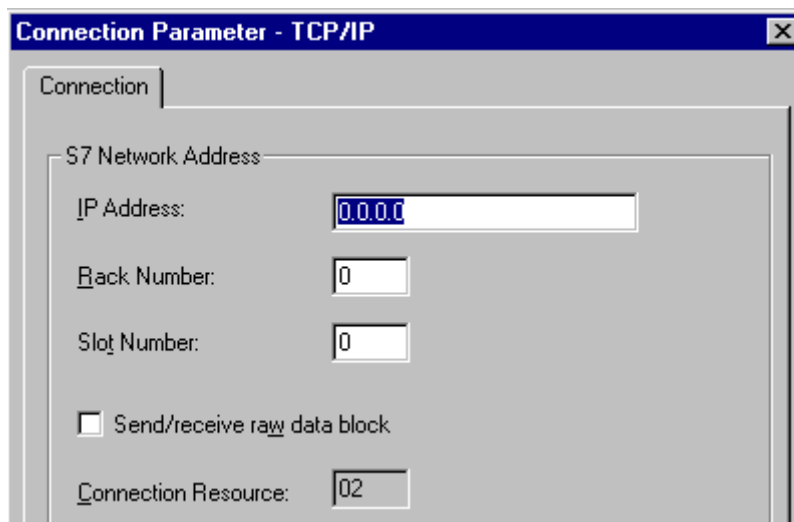 Connection Parameter - TCP/IP
Connection
S7 Network Address
IP Address: 0.0.0.0
Rack Number: 0
Slot Number: 0
Send/receive raw data block
Connection Resource: 02